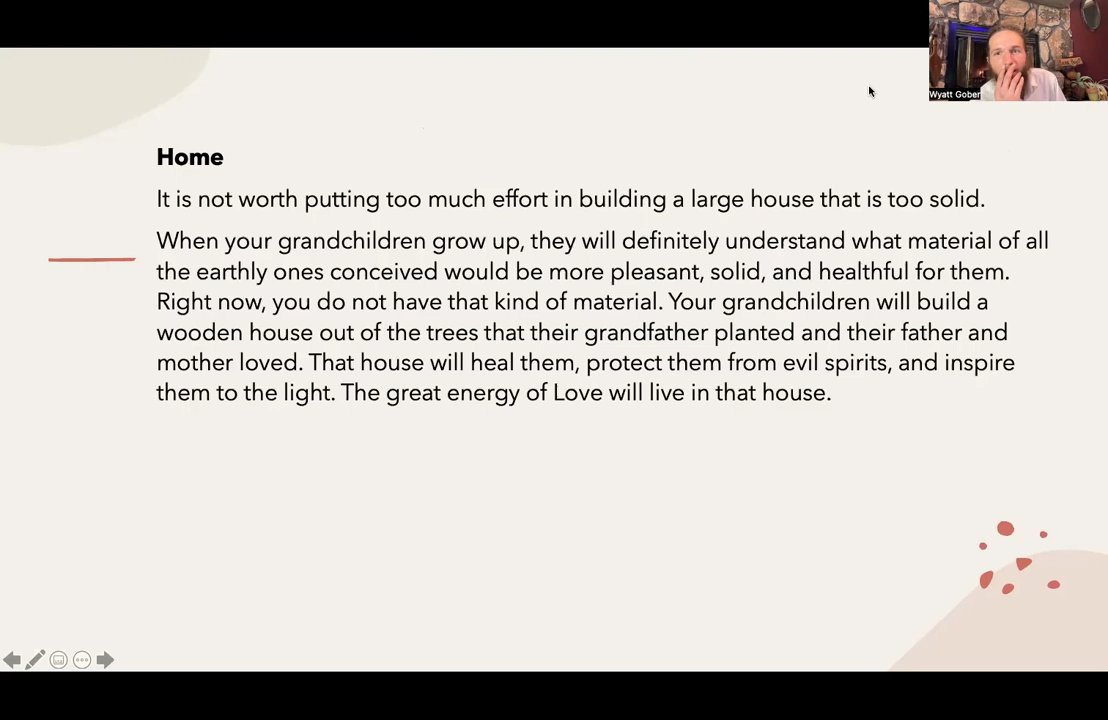 Wyatt Gober
Home
It is not worth putting too much effort in building a large house that is too solid.
When your grandchildren grow up, they will definitely understand what material of all
the earthly ones conceived would be more pleasant, solid, and healthful for them.
Right now, you do not have that kind of material. Your grandchildren will build a
wooden house out of the trees that their grandfather planted and their father and
mother loved. That house will heal them, protect them from evil spirits, and inspire
them to the light. The great energy of Love will live in that house.